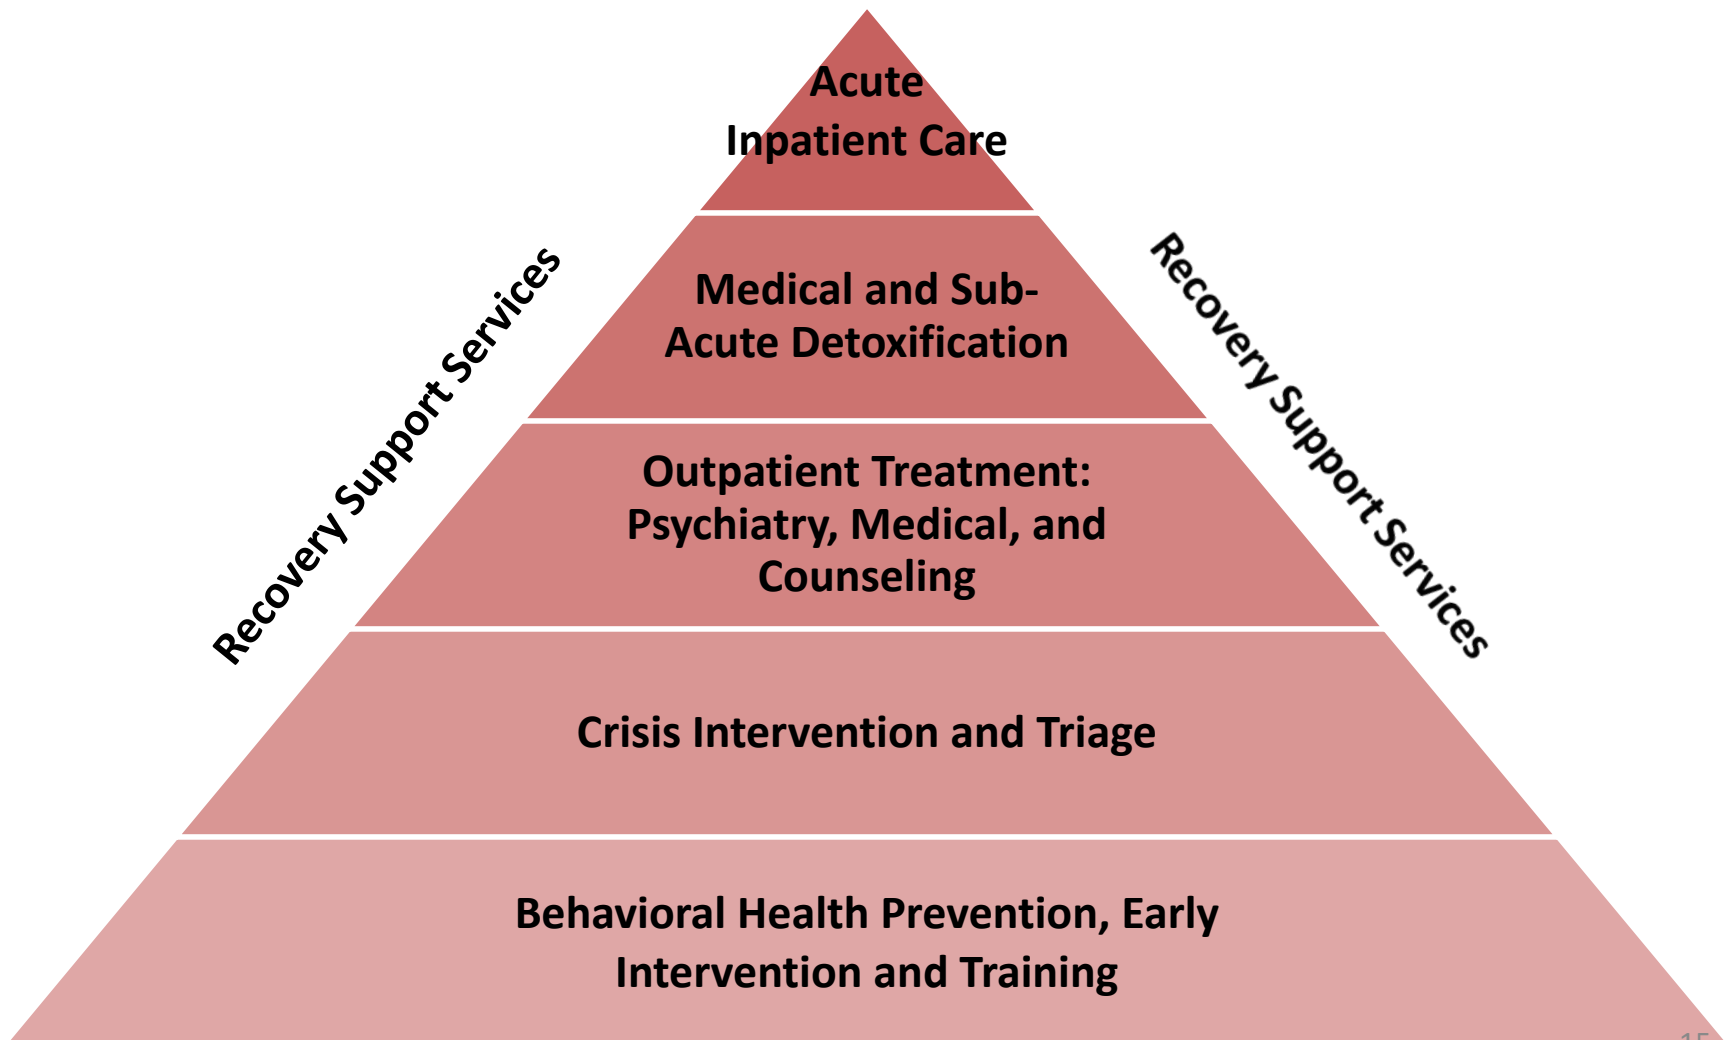 Acute
Inpatient Care
Recovery Support Services
Recovery Support Services
Medical and Sub-
Acute Detoxification
Outpatient Treatment:
Psychiatry, Medical, and
Counseling
Crisis Intervention and Triage
Behavioral Health Prevention, Early
Intervention and Training
15